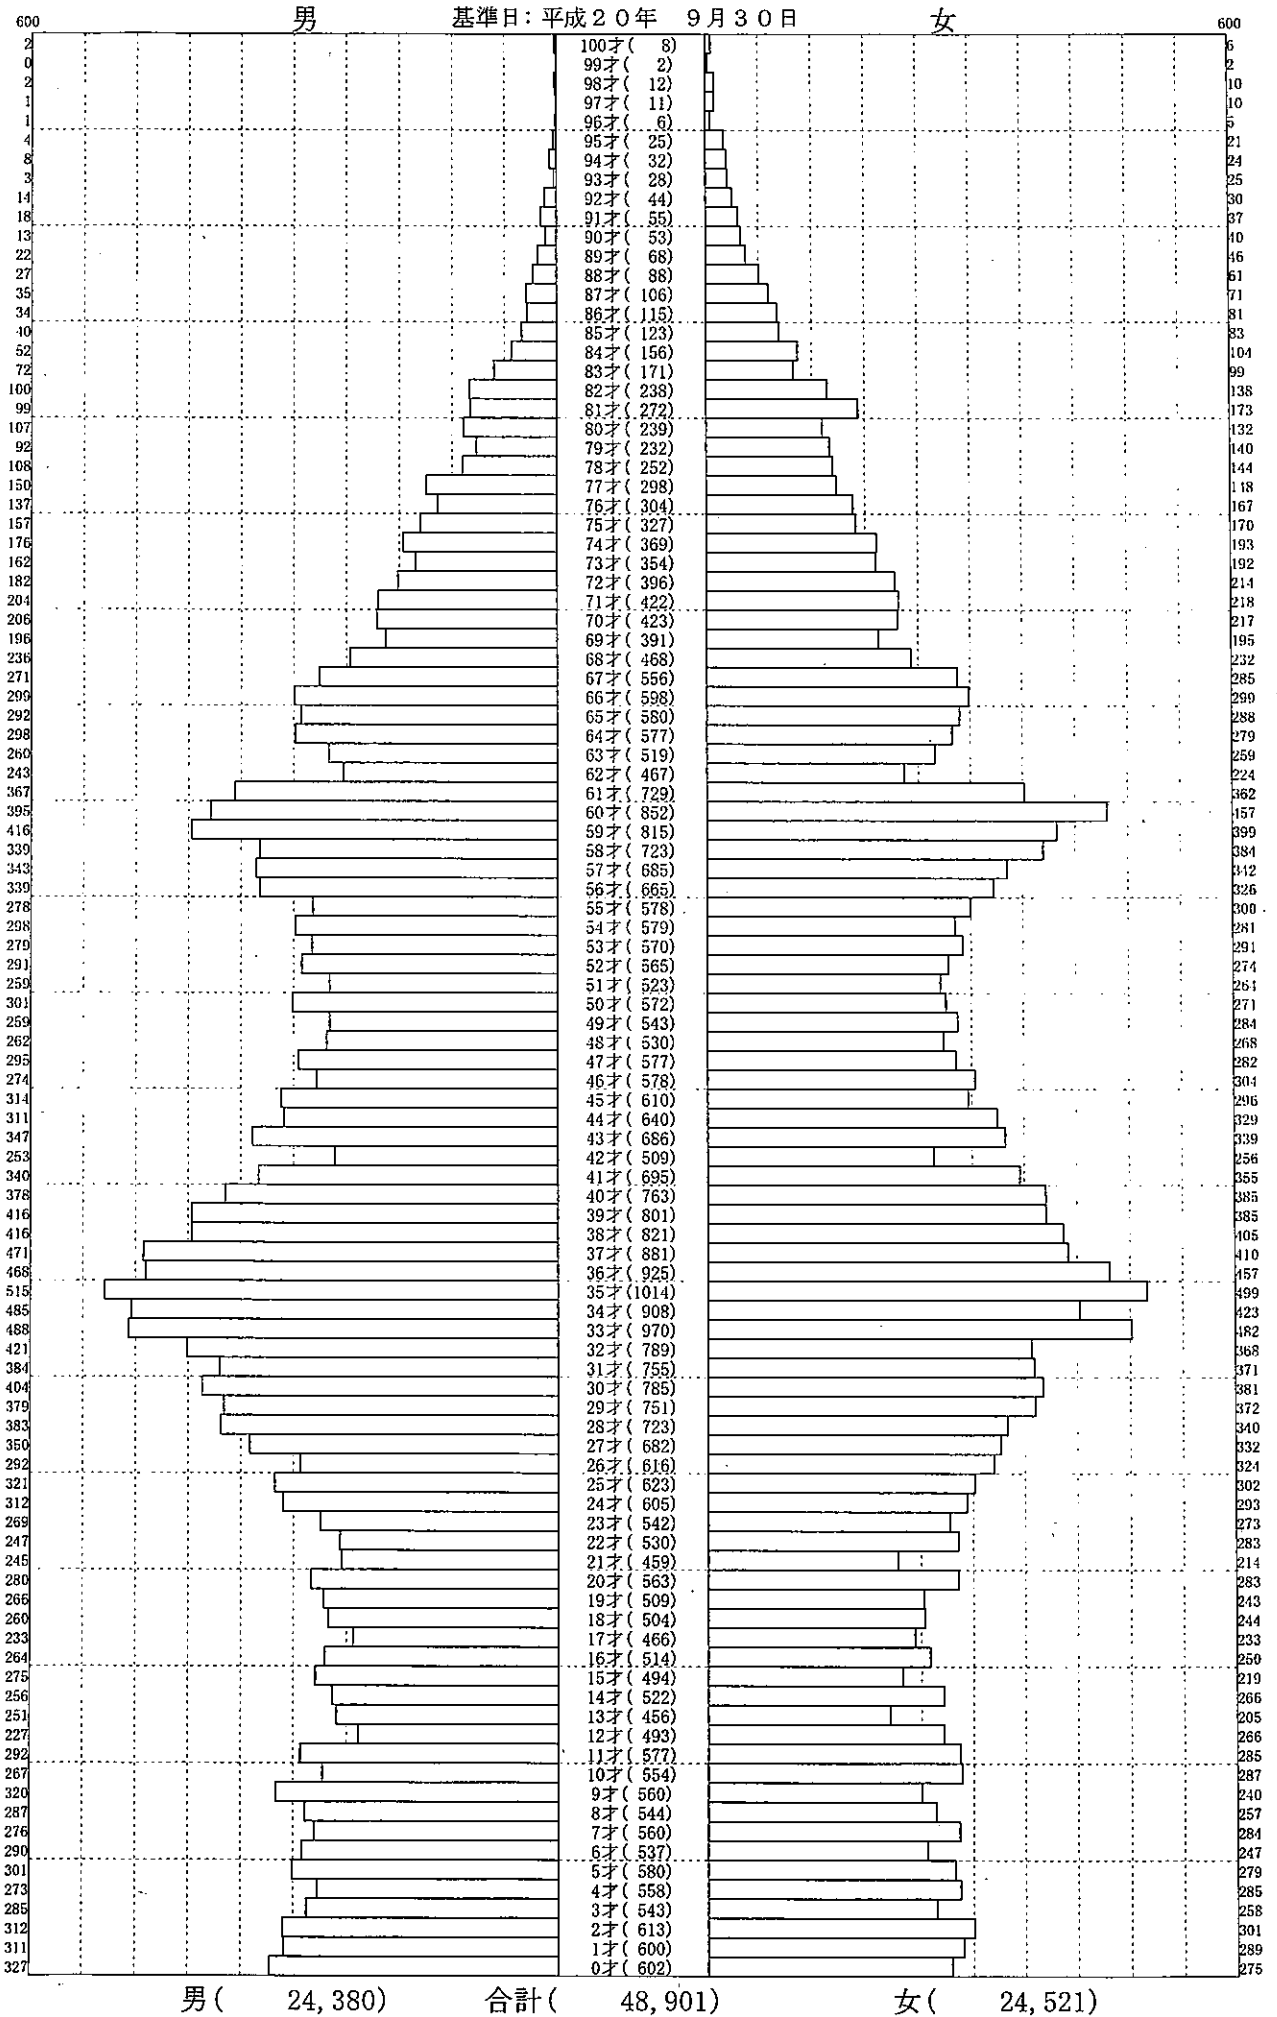 600 男 基準日：平成２０年　９月３０日 女 600
2 100才( 8) 6
0 99才( 2) 2
2 98才( 12) 10
1 97才( 11) 10
1 96才( 6) 5
4 95才( 25) 21
8 94才( 32) 24
3 93才( 28) 25
14 92才( 44) 30
18 91才( 55) 37
13 90才( 53) 40
22 89才( 68) 46
27 88才( 88) 61
35 87才( 106) 71
34 86才( 115) 81
40 85才( 123) 83
52 84才( 156) 104
72 83才( 171) 99
100 82才( 238) 138
99 81才( 272) 173
107 80才( 239) 132
92 79才( 232) 140
108 78才( 252) 144
150 77才( 298) 148
137 76才( 304) 167
157 75才( 327) 170
176 74才( 369) 193
162 73才( 354) 192
182 72才( 396) 214
204 71才( 422) 218
206 70才( 423) 217
196 69才( 391) 195
236 68才( 468) 232
271 67才( 556) 285
299 66才( 598) 299
292 65才( 580) 288
298 64才( 577) 279
260 63才( 519) 259
243 62才( 467) 224
367 61才( 729) 362
395 60才( 852) 457
416 59才( 815) 399
339 58才( 723) 384
343 57才( 685) 342
339 56才( 665) 326
278 55才( 578) 300
298 54才( 579) 281
279 53才( 570) 291
291 52才( 565) 274
259 51才( 523) 264
301 50才( 572) 271
259 49才( 543) 284
262 48才( 530) 268
295 47才( 577) 282
274 46才( 578) 304
314 45才( 610) 296
311 44才( 640) 329
347 43才( 686) 339
253 42才( 509) 256
340 41才( 695) 355
378 40才( 763) 385
416 39才( 801) 385
416 38才( 821) 405
471 37才( 881) 410
468 36才( 925) 457
515 35才(1014) 499
485 34才( 908) 423
488 33才( 970) 482
421 32才( 789) 368
384 31才( 755) 371
404 30才( 785) 381
379 29才( 751) 372
383 28才( 723) 340
350 27才( 682) 332
292 26才( 616) 324
321 25才( 623) 302
312 24才( 605) 293
269 23才( 542) 273
247 22才( 530) 283
245 21才( 459) 214
280 20才( 563) 283
266 19才( 509) 243
260 18才( 504) 244
233 17才( 466) 233
264 16才( 514) 250
275 15才( 494) 219
256 14才( 522) 266
251 13才( 456) 205
227 12才( 493) 266
292 11才( 577) 285
267 10才( 554) 287
320 9才( 560) 240
287 8才( 544) 257
276 7才( 560) 284
290 6才( 537) 247
301 5才( 580) 279
273 4才( 558) 285
285 3才( 543) 258
312 2才( 613) 301
311 1才( 600) 289
327 0才( 602) 275
男( 24,380) 合計( 48,901) 女( 24,521)